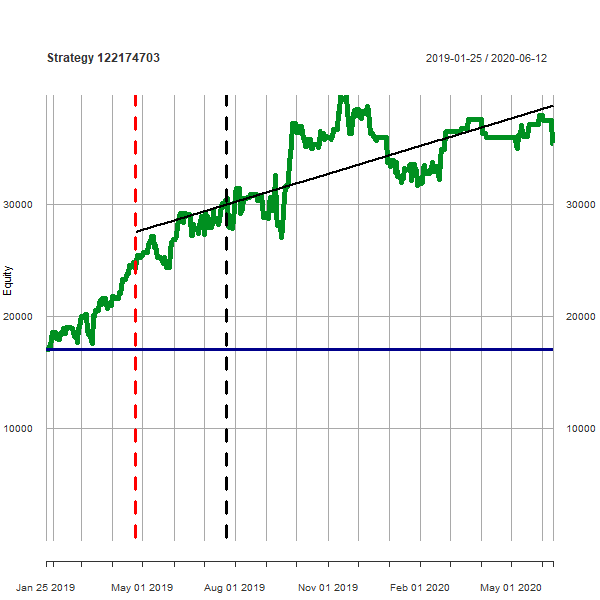 Strategy 122174703
2019-01-25 / 2020-06-12
Equity
30000
30000
20000
20000
10000
10000
Jan 25 2019
May 01 2019
Aug 01 2019
Nov 01 2019
Feb 01 2020
May 01 2020